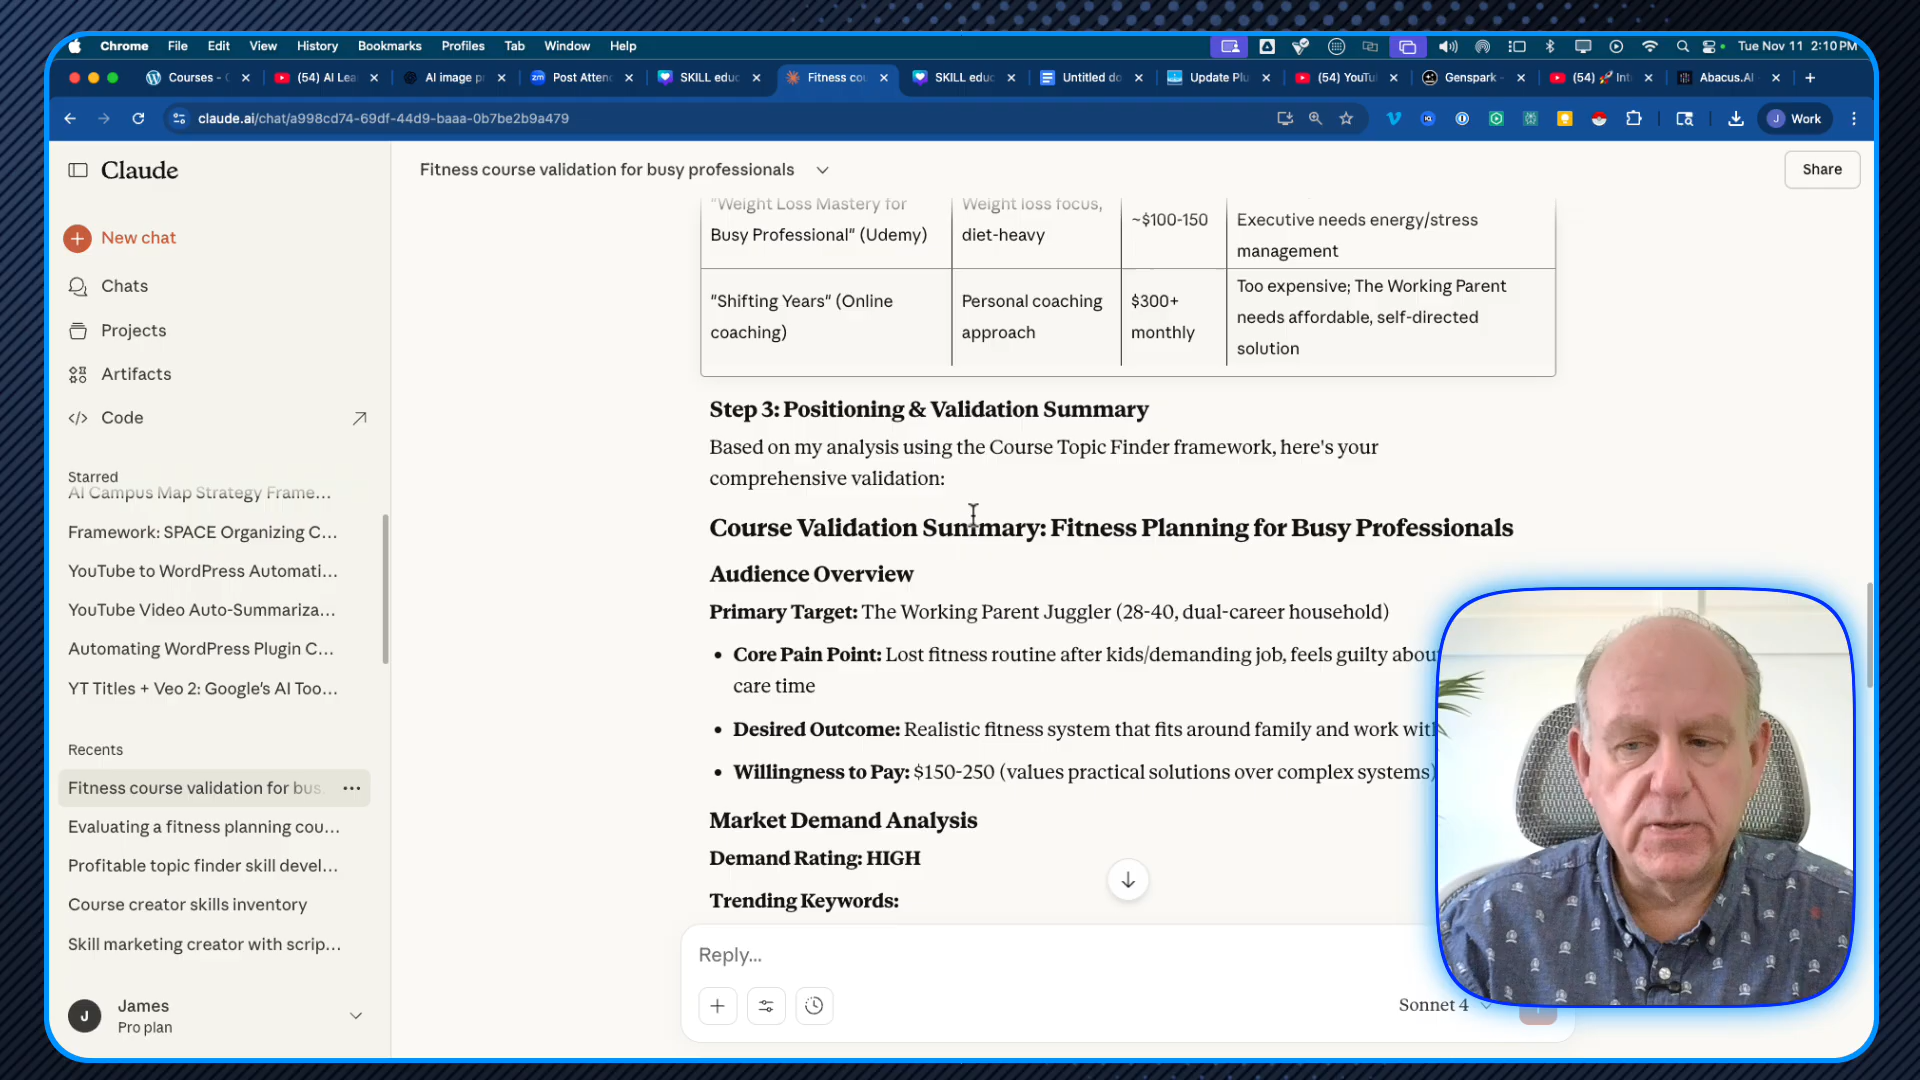 Chrome File Edit View History Bookmarks Profiles Tab Window Help
Tue Nov 11 2:10 PM
Courses -
(54) AI Lea
AI image p
Post Atten
SKILL edu
Fitness co
SKILL edu
Untitled do
Update Plu
(54) YouTu
Genspark -
(54) 🚀 Int
Abacus.AI
claude.ai/chat/a998cd74-69df-44d9-baaa-0b7be2b9a479
J Work
Claude
New chat
Chats
Projects
Artifacts
Code
Starred
AI Campus Map Strategy Frame...
Framework: SPACE Organizing C...
YouTube to WordPress Automati...
YouTube Video Auto-Summariza...
Automating WordPress Plugin C...
YT Titles + Veo 2: Google's AI Too...
Recents
Fitness course validation for bus
Evaluating a fitness planning cou...
Profitable topic finder skill devel...
Course creator skills inventory
Skill marketing creator with scrip...
J
James
Pro plan
Fitness course validation for busy professionals
Share
"Weight Loss Mastery for
Busy Professional" (Udemy)
Weight loss focus,
diet-heavy
~$100-150
Executive needs energy/stress
management
"Shifting Years" (Online
coaching)
Personal coaching
approach
$300+
monthly
Too expensive; The Working Parent
needs affordable, self-directed
solution
Step 3: Positioning & Validation Summary
Based on my analysis using the Course Topic Finder framework, here's your
comprehensive validation:
Course Validation Summary: Fitness Planning for Busy Professionals
Audience Overview
Primary Target: The Working Parent Juggler (28-40, dual-career household)
• Core Pain Point: Lost fitness routine after kids/demanding job, feels guilty abou
care time
• Desired Outcome: Realistic fitness system that fits around family and work wit
• Willingness to Pay: $150-250 (values practical solutions over complex systems)
Market Demand Analysis
Demand Rating: HIGH
Trending Keywords:
Reply...
Sonnet 4